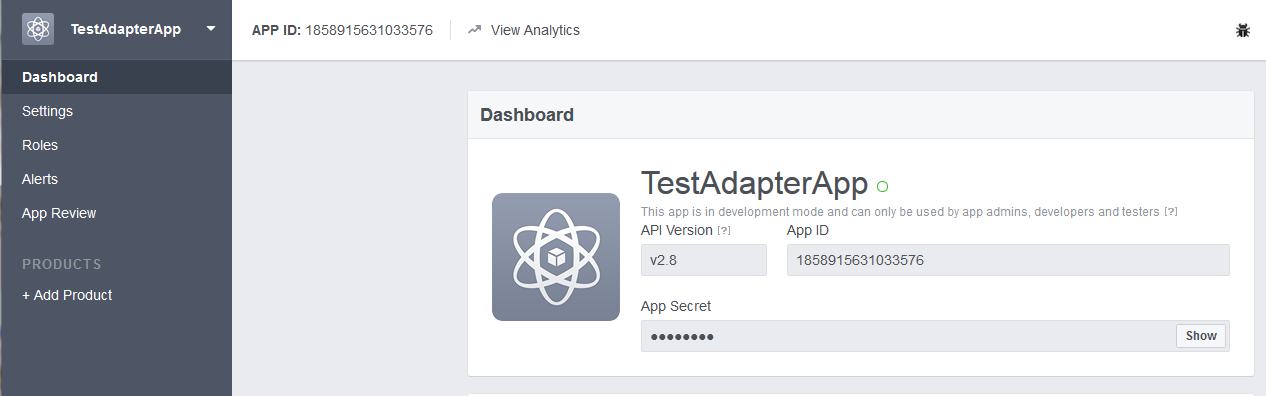 TestAdapterApp
APP ID: 1858915631033576
View Analytics
Dashboard
Settings
Roles
Alerts
App Review
PRODUCTS
+ Add Product
Dashboard
TestAdapterApp
This app is in development mode and can only be used by app admins, developers and testers [?]
API Version [?]
App ID
v2.8
1858915631033576
App Secret
●●●●●●●●
Show